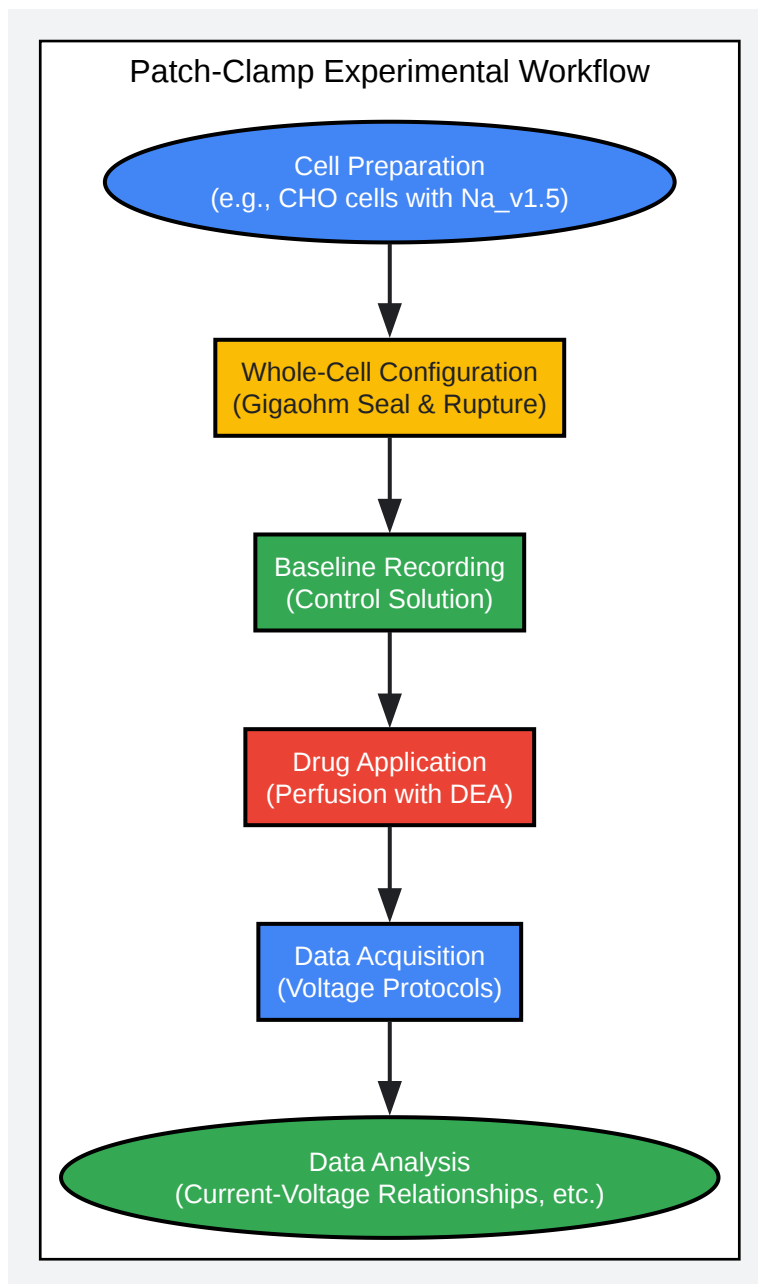 Patch-Clamp Experimental Workflow
Cell Preparation
(e.g., CHO cells with Na_v1.5)
Whole-Cell Configuration
(Gigaohm Seal & Rupture)
Baseline Recording
(Control Solution)
Drug Application
(Perfusion with DEA)
Data Acquisition
(Voltage Protocols)
Data Analysis
(Current-Voltage Relationships, etc.)